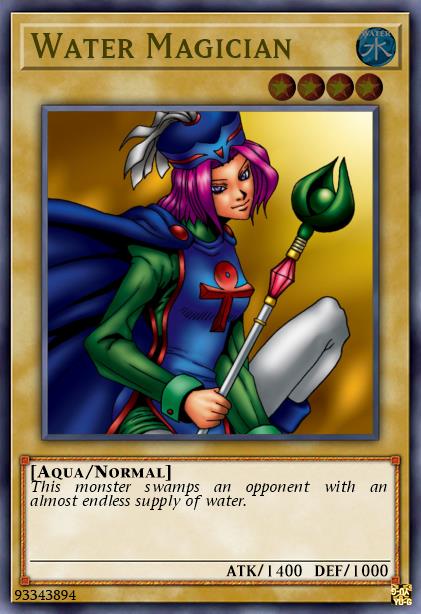 WATER MAGICIAN
WATER
水
[AQUA/NORMAL]
This monster swamps an opponent with an
almost endless supply of water.
ATK/1400 DEF/1000
93343894